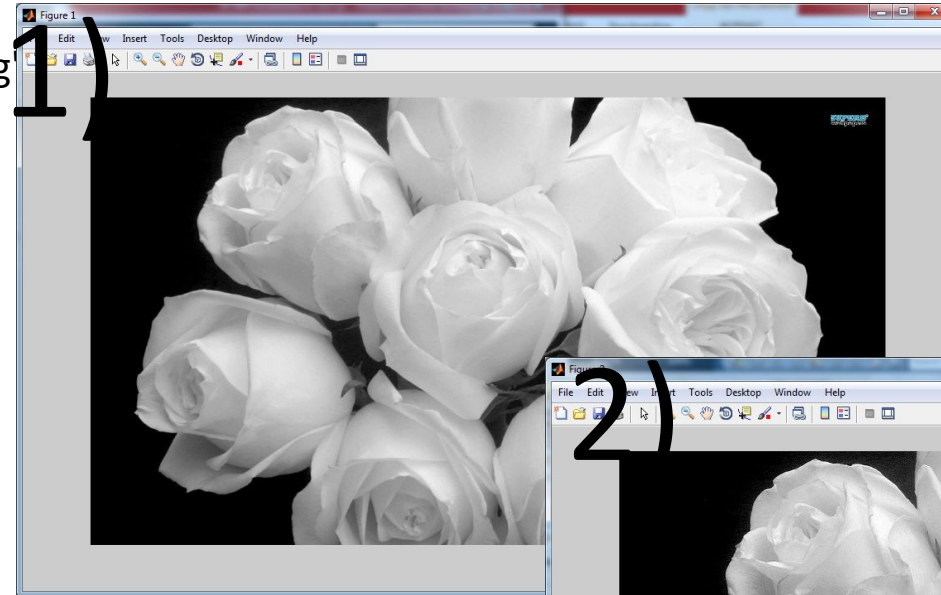 Figure 1
Edit Insert Tools Desktop Window Help
g
1)
File Edit Tools Desktop Window Help
2)